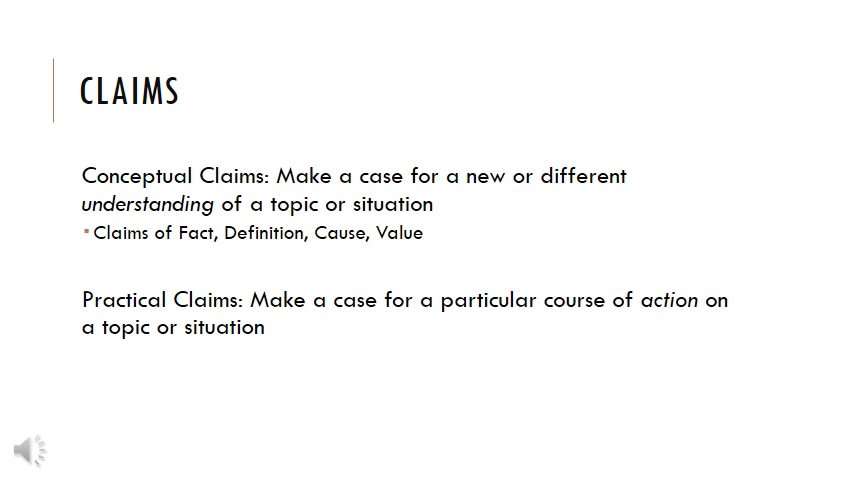 CLAIMS
Conceptual Claims: Make a case for a new or different
understanding of a topic or situation
▪ Claims of Fact, Definition, Cause, Value
Practical Claims: Make a case for a particular course of action on
a topic or situation